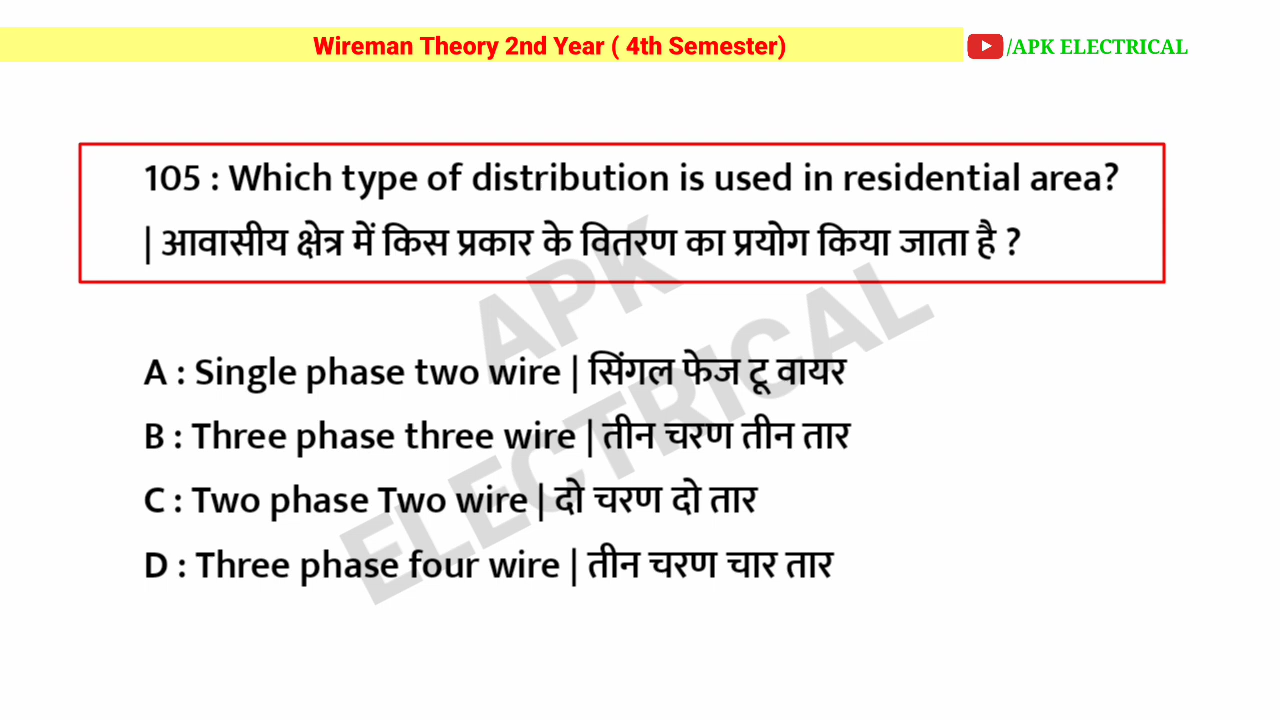 Wireman Theory 2nd Year ( 4th Semester)
/APK ELECTRICAL
105 : Which type of distribution is used in residential area?
| आवासीय क्षेत्र में किस प्रकार के वितरण का प्रयोग किया जाता है ?
A : Single phase two wire | सिंगल फेज टू वायर
B : Three phase three wire | तीन चरण तीन तार
C : Two phase Two wire | दो चरण दो तार
D : Three phase four wire | तीन चरण चार तार
APK
ELECTRICAL